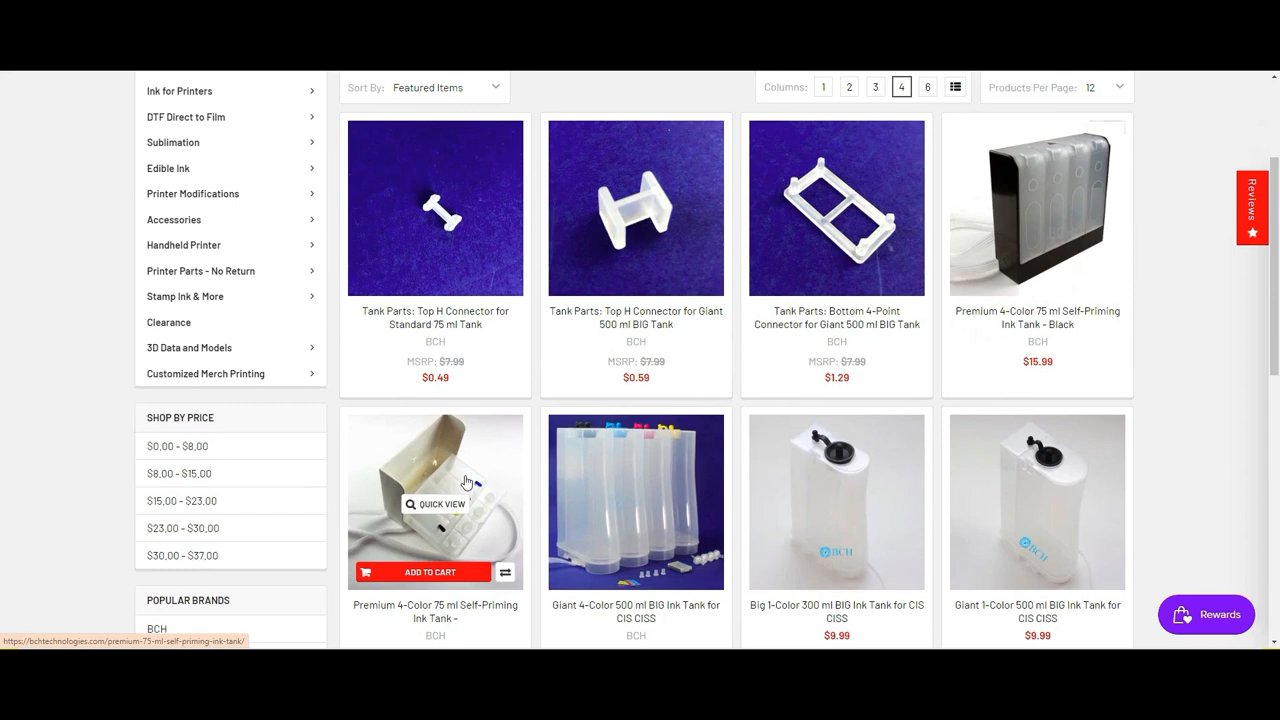 Ink for Printers
DTF Direct to Film
Sublimation
Edible Ink
Printer Modifications
Accessories
Handheld Printer
Printer Parts - No Return
Stamp Ink & More
Clearance
3D Data and Models
Customized Merch Printing
SHOP BY PRICE
$0.00 - $8.00
$8.00 - $15.00
$15.00 - $23.00
$23.00 - $30.00
$30.00 - $37.00
POPULAR BRANDS
BCH
https://bchtechnologies.com/premium-75-ml-self-priming-ink-tank/
Sort By: Featured Items
Columns: 1 2 3 4 6
Products Per Page: 12
Tank Parts: Top H Connector for
Standard 75 ml Tank
BCH
MSRP: $7.99
$0.49
Tank Parts: Top H Connector for Giant
500 ml BIG Tank
BCH
MSRP: $7.99
$0.59
Tank Parts: Bottom 4-Point
Connector for Giant 500 ml BIG Tank
BCH
MSRP: $7.99
$1.29
Premium 4-Color 75 ml Self-Priming
Ink Tank - Black
BCH
$15.99
QUICK VIEW
ADD TO CART
Premium 4-Color 75 ml Self-Priming
Ink Tank -
BCH
Giant 4-Color 500 ml BIG Ink Tank for
CIS CISS
BCH
BCH
Big 1-Color 300 ml BIG Ink Tank for CIS
CISS
$9.99
BCH
Giant 1-Color 500 ml BIG Ink Tank for
CIS CISS
$9.99
Reviews
Rewards